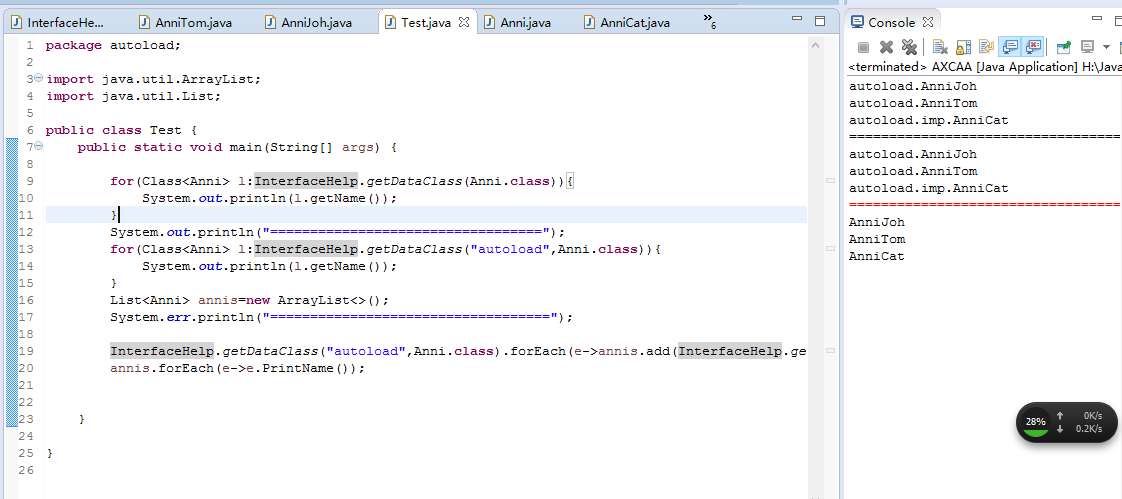 InterfaceHe... AnniTom.java AnniJoh.java Test.java Anni.java AnniCat.java »6
1 package autoload;
2
3 import java.util.ArrayList;
4 import java.util.List;
5
6 public class Test {
7 public static void main(String[] args) {
8
9 for(Class<Anni> l:InterfaceHelp.getDataClass(Anni.class)){
10 System.out.println(l.getName());
11 }
12 System.out.println("==================================");
13 for(Class<Anni> l:InterfaceHelp.getDataClass("autoload",Anni.class)){
14 System.out.println(l.getName());
15 }
16 List<Anni> annis=new ArrayList<>();
17 System.err.println("===================================");
18
19 InterfaceHelp.getDataClass("autoload",Anni.class).forEach(e->annis.add(InterfaceHelp.ge
20 annis.forEach(e->e.PrintName());
21
22
23 }
24
25 }
26
Console
<terminated> AXCAA [Java Application] H:\Java
autoload.AnniJoh
autoload.AnniTom
autoload.imp.AnniCat
==================================
autoload.AnniJoh
autoload.AnniTom
autoload.imp.AnniCat
==================================
AnniJoh
AnniTom
AnniCat
28% ↑ 0K/s
↓ 0.2K/s